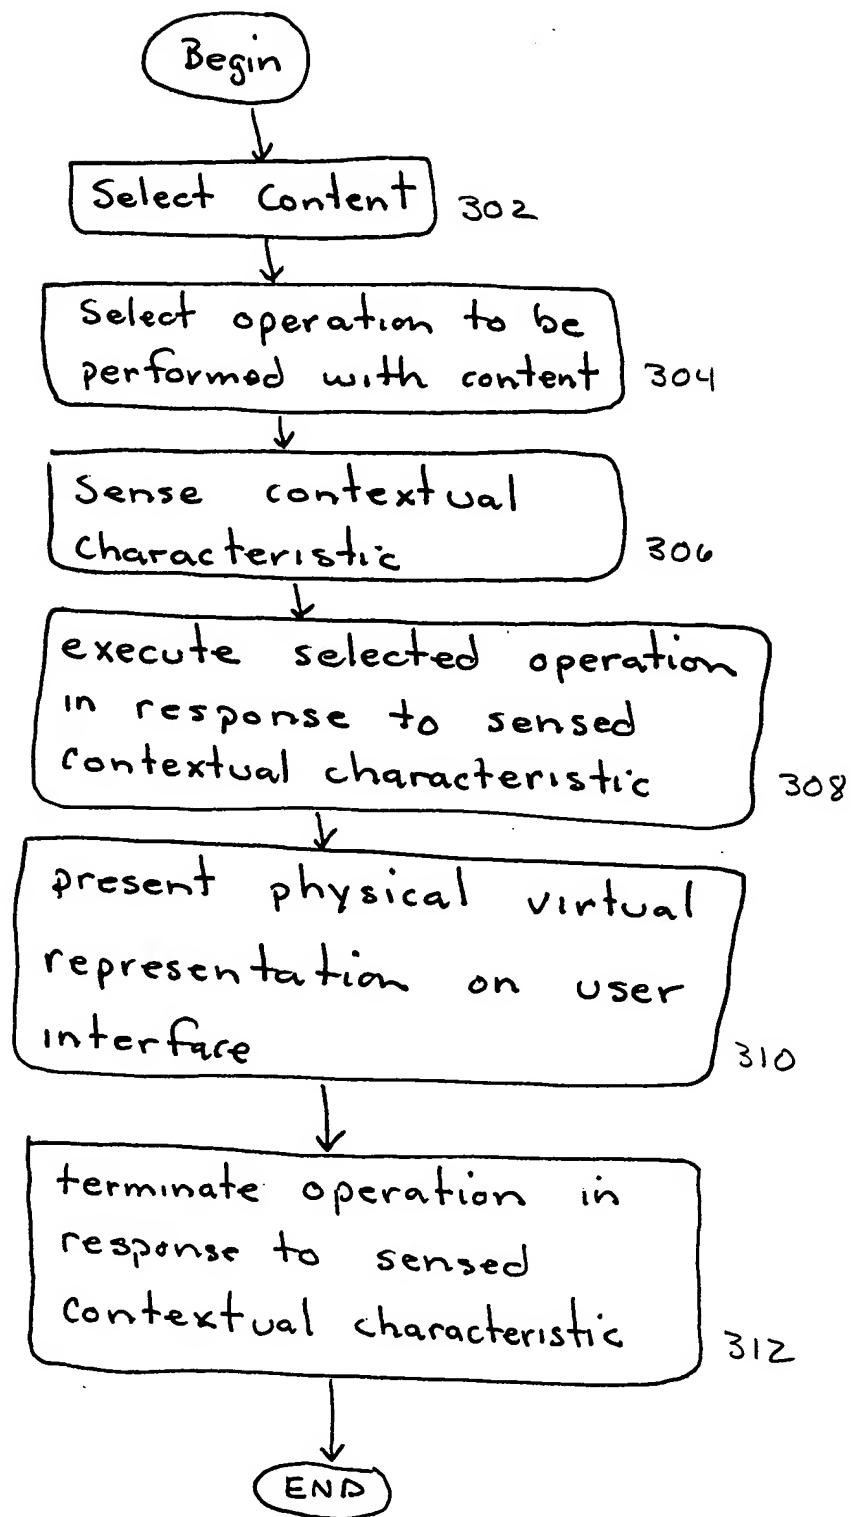 Begin
Select Content
302
Select operation to be
performed with content
304
Sense contextual
characteristic
306
execute selected operation
in response to sensed
contextual characteristic
308
present physical virtual
representation on user
interface
310
terminate operation in
response to sensed
contextual characteristic
312
END